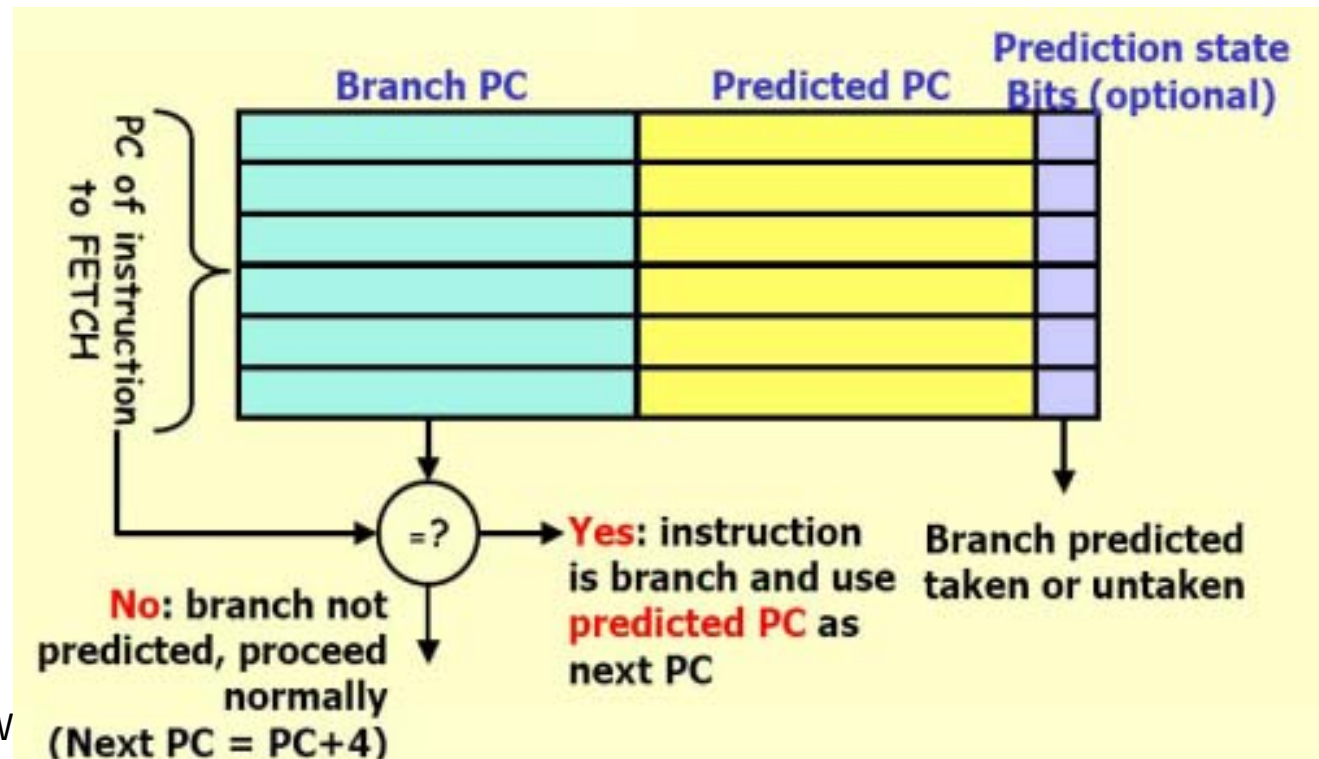 Prediction state
Branch PC
Predicted PC
Bits (optional)
PC of instruction
to FETCH
=?
Yes: instruction
is branch and use
predicted PC as
next PC
Branch predicted
taken or untaken
No: branch not
predicted, proceed
normally
(Next PC = PC+4)